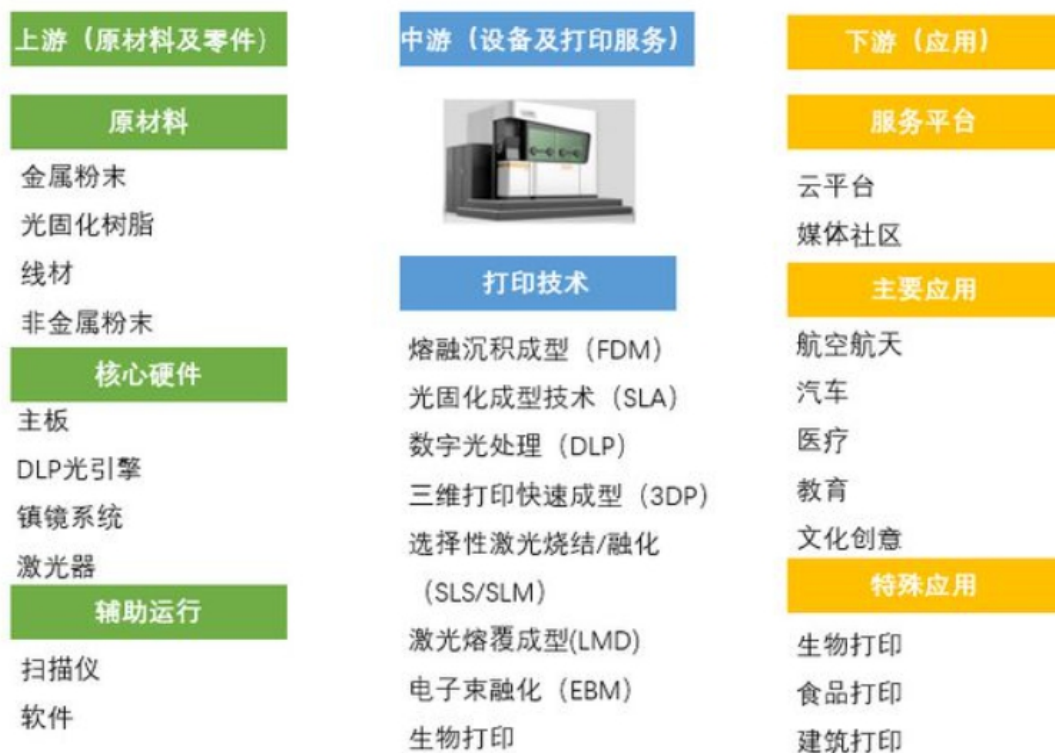 上游（原材料及零件）
原材料
金属粉末
光固化树脂
线材
非金属粉末
核心硬件
主板
DLP光引擎
镇镜系统
激光器
辅助运行
扫描仪
软件
中游（设备及打印服务）
打印技术
熔融沉积成型（FDM）
光固化成型技术（SLA）
数字光处理（DLP）
三维打印快速成型（3DP）
选择性激光烧结/融化
（SLS/SLM）
激光熔覆成型(LMD)
电子束融化（EBM）
生物打印
下游（应用）
服务平台
云平台
媒体社区
主要应用
航空航天
汽车
医疗
教育
文化创意
特殊应用
生物打印
食品打印
建筑打印